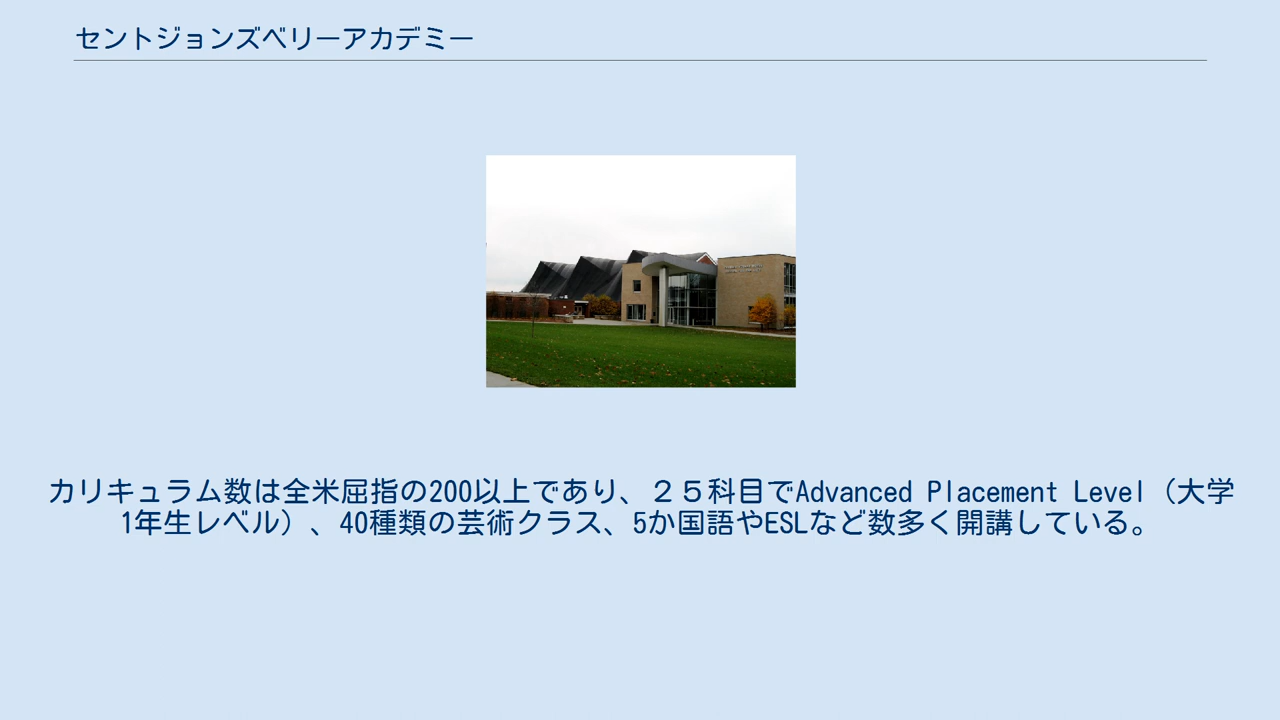 セントジョンズベリーアカデミー
カリキュラム数は全米屈指の200以上であり、２５科目でAdvanced Placement Level（大学
1年生レベル）、40種類の芸術クラス、5か国語やESLなど数多く開講している。